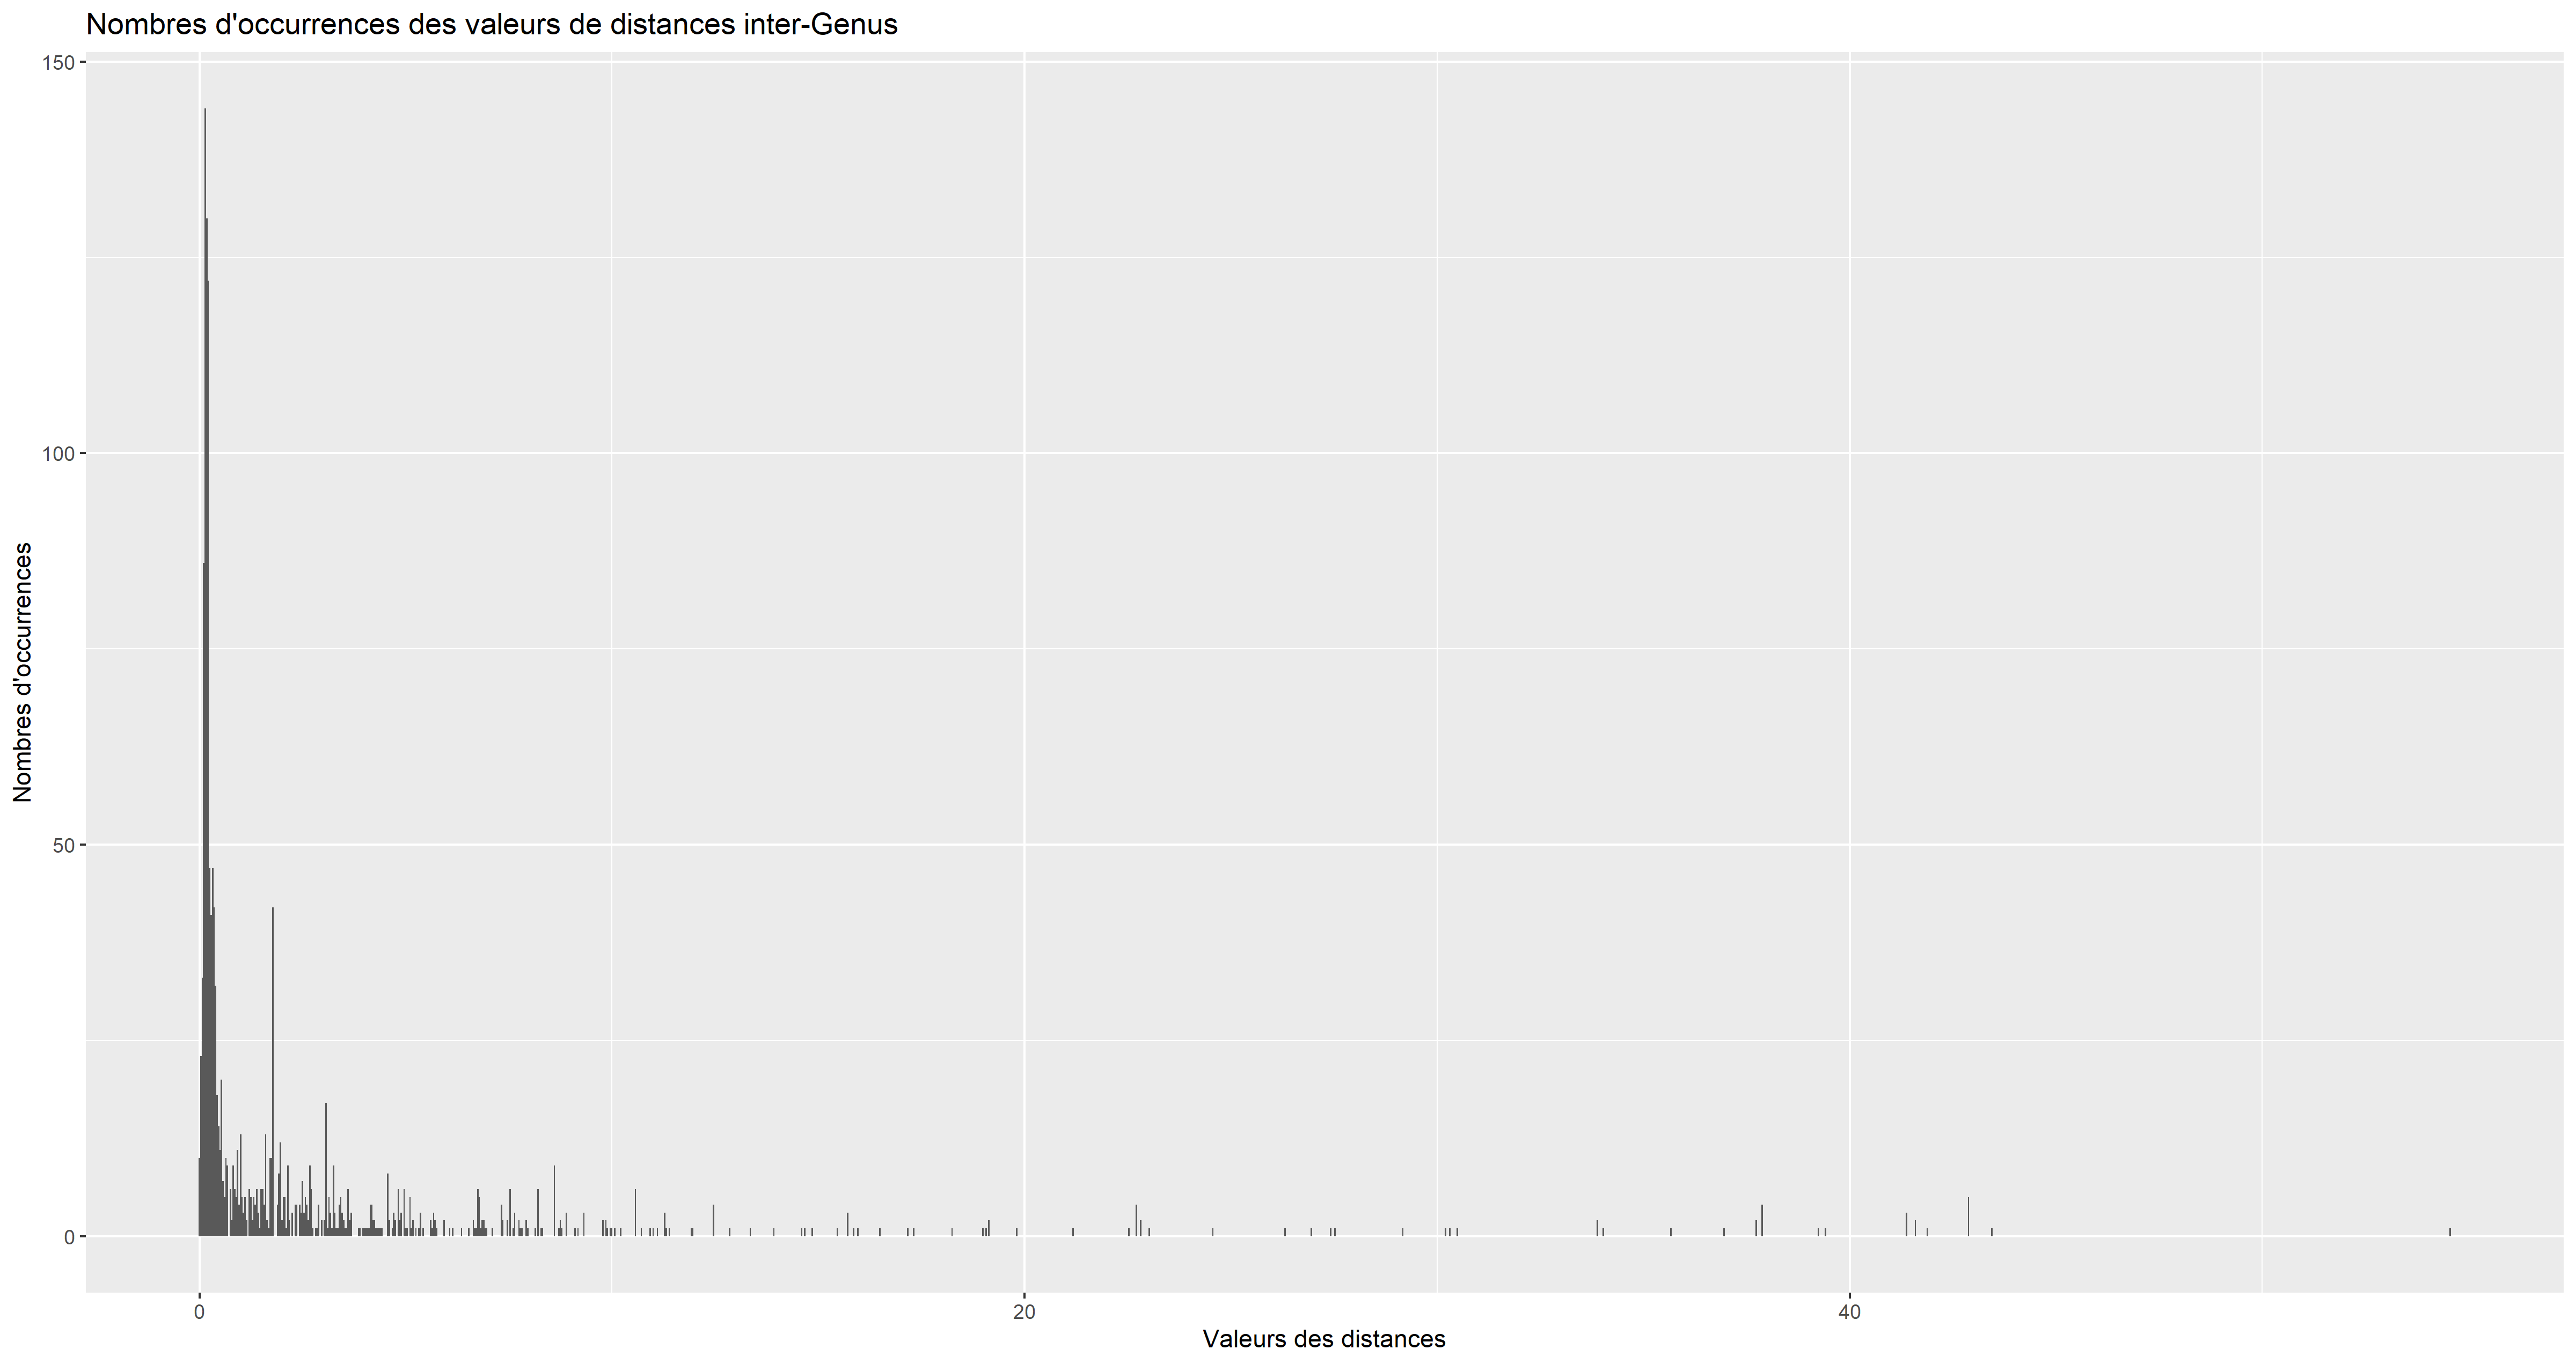 Nombres d'occurrences des valeurs de distances inter-Genus
150
100
50
0
Nombres d'occurrences
0
20
40
Valeurs des distances